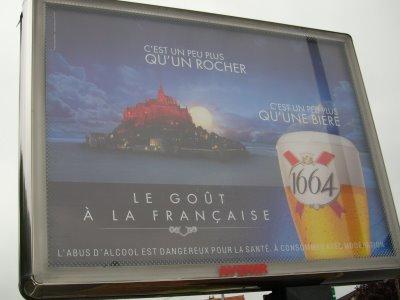 C'EST UN PEU PLUS
QU'UN ROCHER
C'EST UN PEU PLUS
QU'UNE BIÈRE
1664
LE GOÛT
À LA FRANÇAISE
L'ABUS D'ALCOOL EST DANGEREUX POUR LA SANTÉ, À CONSOMMER AVEC MODÉRATION.
AVENIR